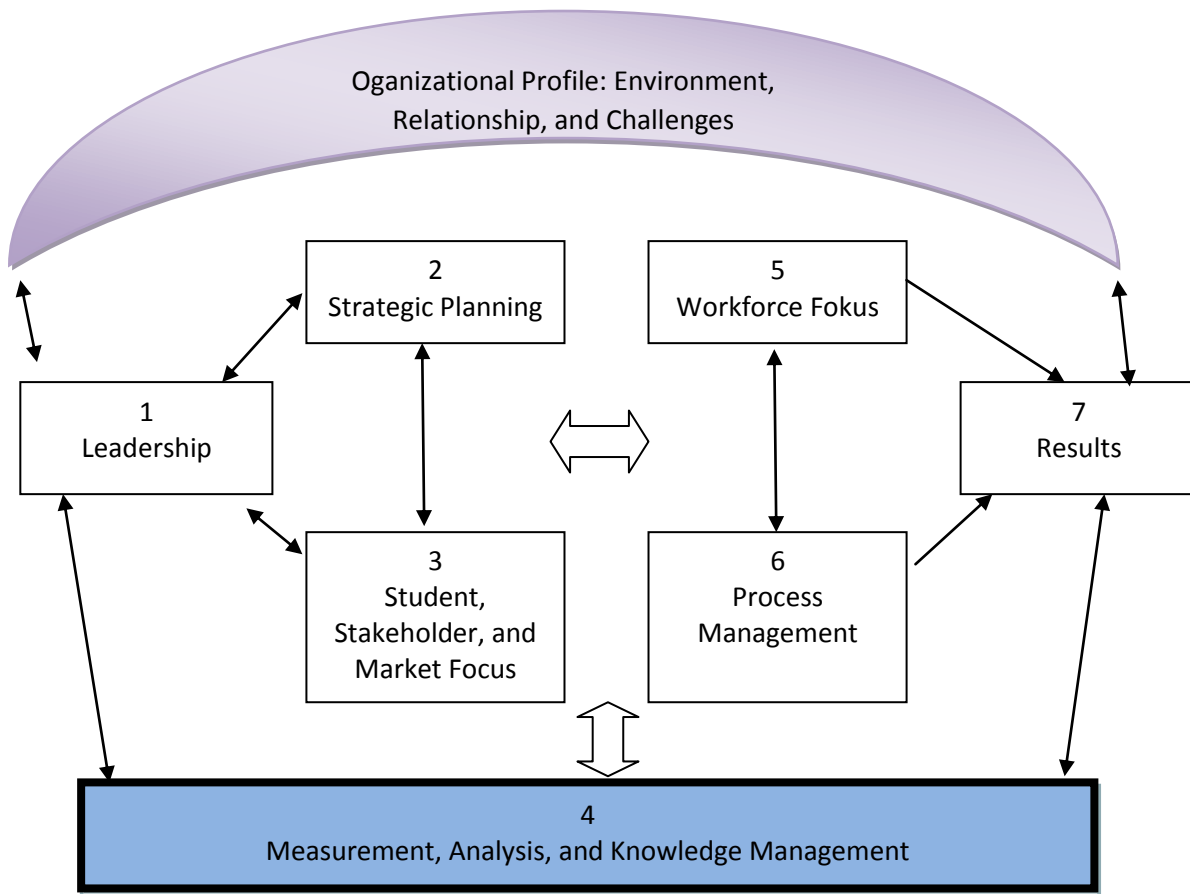 Oganizational Profile: Environment,
Relationship, and Challenges
2
Strategic Planning
5
Workforce Fokus
1
Leadership
7
Results
3
Student,
Stakeholder, and
Market Focus
6
Process
Management
4
Measurement, Analysis, and Knowledge Management